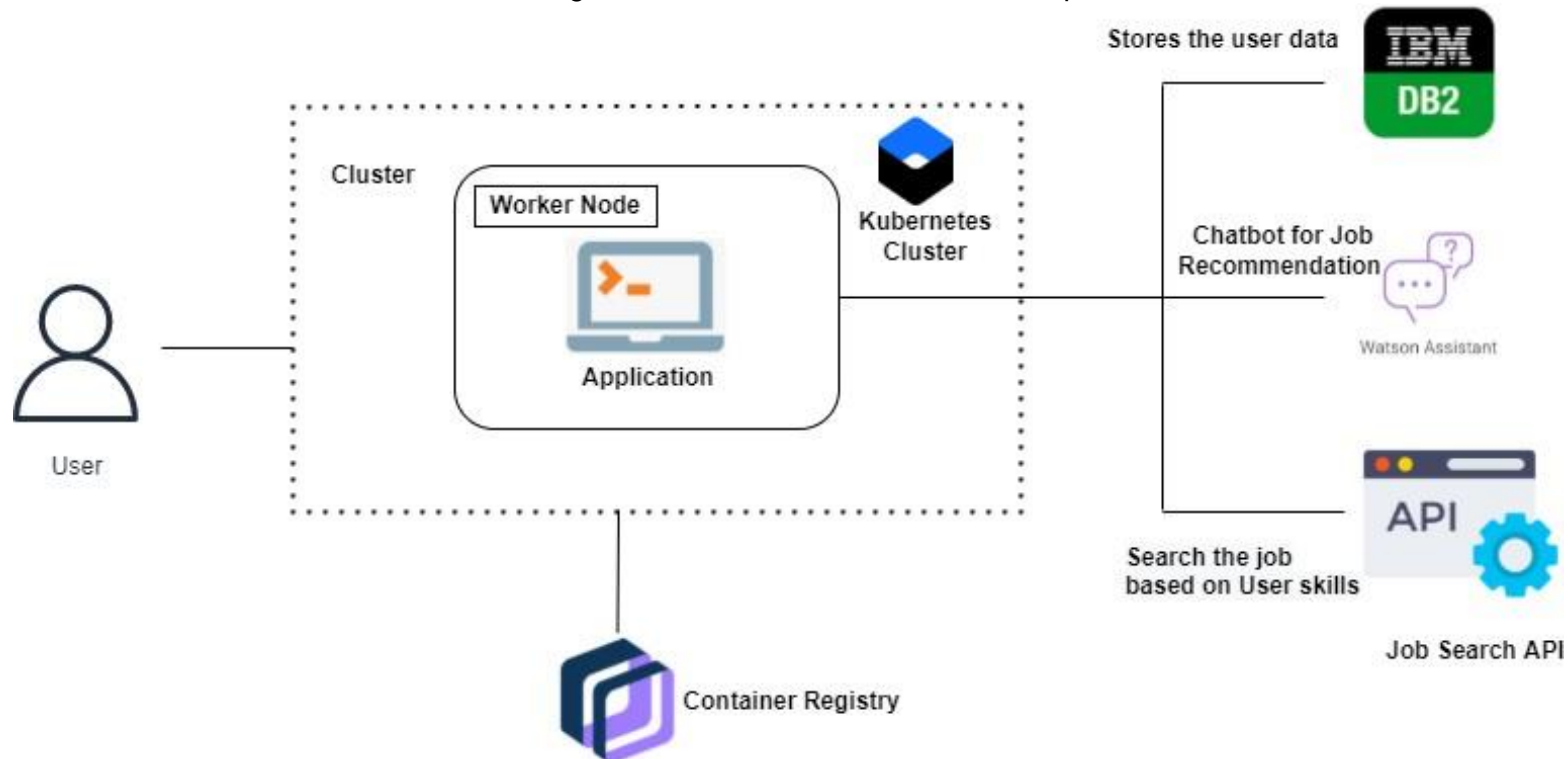 Stores the user data
IBM
DB2
Cluster
Worker Node
Application
Kubernetes
Cluster
Chatbot for Job
Recommendation
?
Watson Assistant
User
API
Search the job
based on User skills
Job Search API
Container Registry